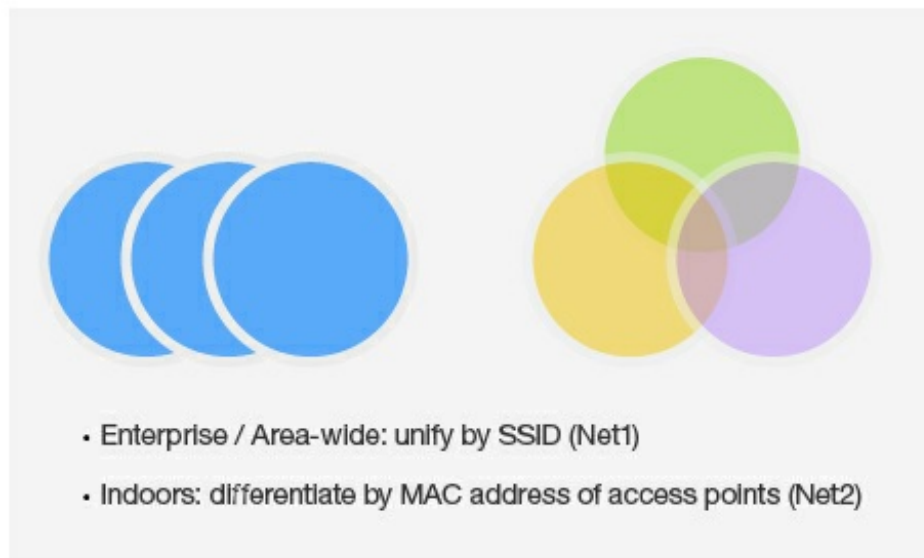 • Enterprise / Area-wide: unify by SSID (Net1)
• Indoors: differentiate by MAC address of access points (Net2)